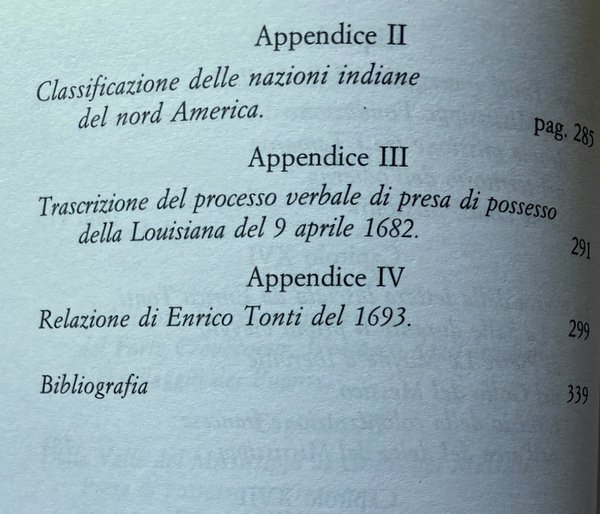 Appendice II
Classificazione delle nazioni indiane
del nord America.
pag. 285
Appendice III
Trascrizione del processo verbale di presa di possesso
della Louisiana del 9 aprile 1682.
291
Appendice IV
Relazione di Enrico Tonti del 1693.
299
Bibliografia
339